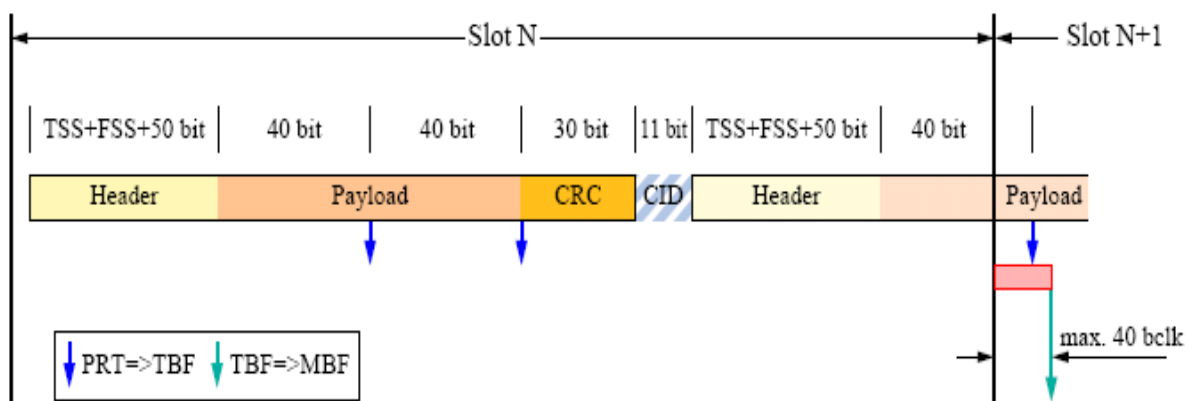 Slot N Slot N+1
TSS+FSS+50 bit 40 bit 40 bit 30 bit 11 bit TSS+FSS+50 bit 40 bit
Header Payload CRC CID Header Payload
max. 40 bclk
PRT=>TBF TBF=>MBF